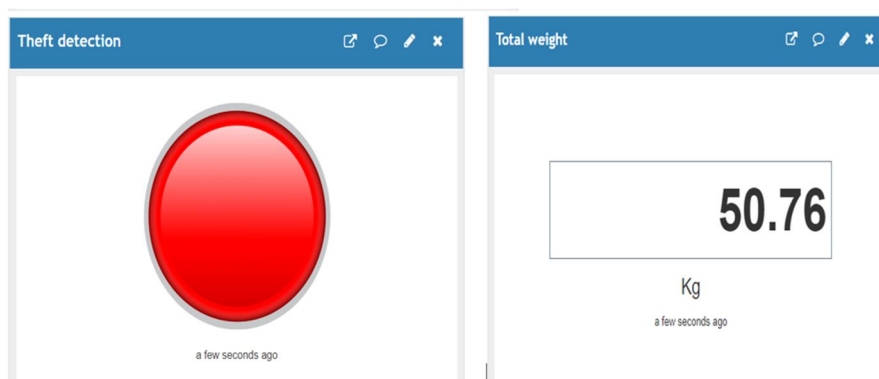 Theft detection
a few seconds ago
Total weight
50.76
Kg
a few seconds ago